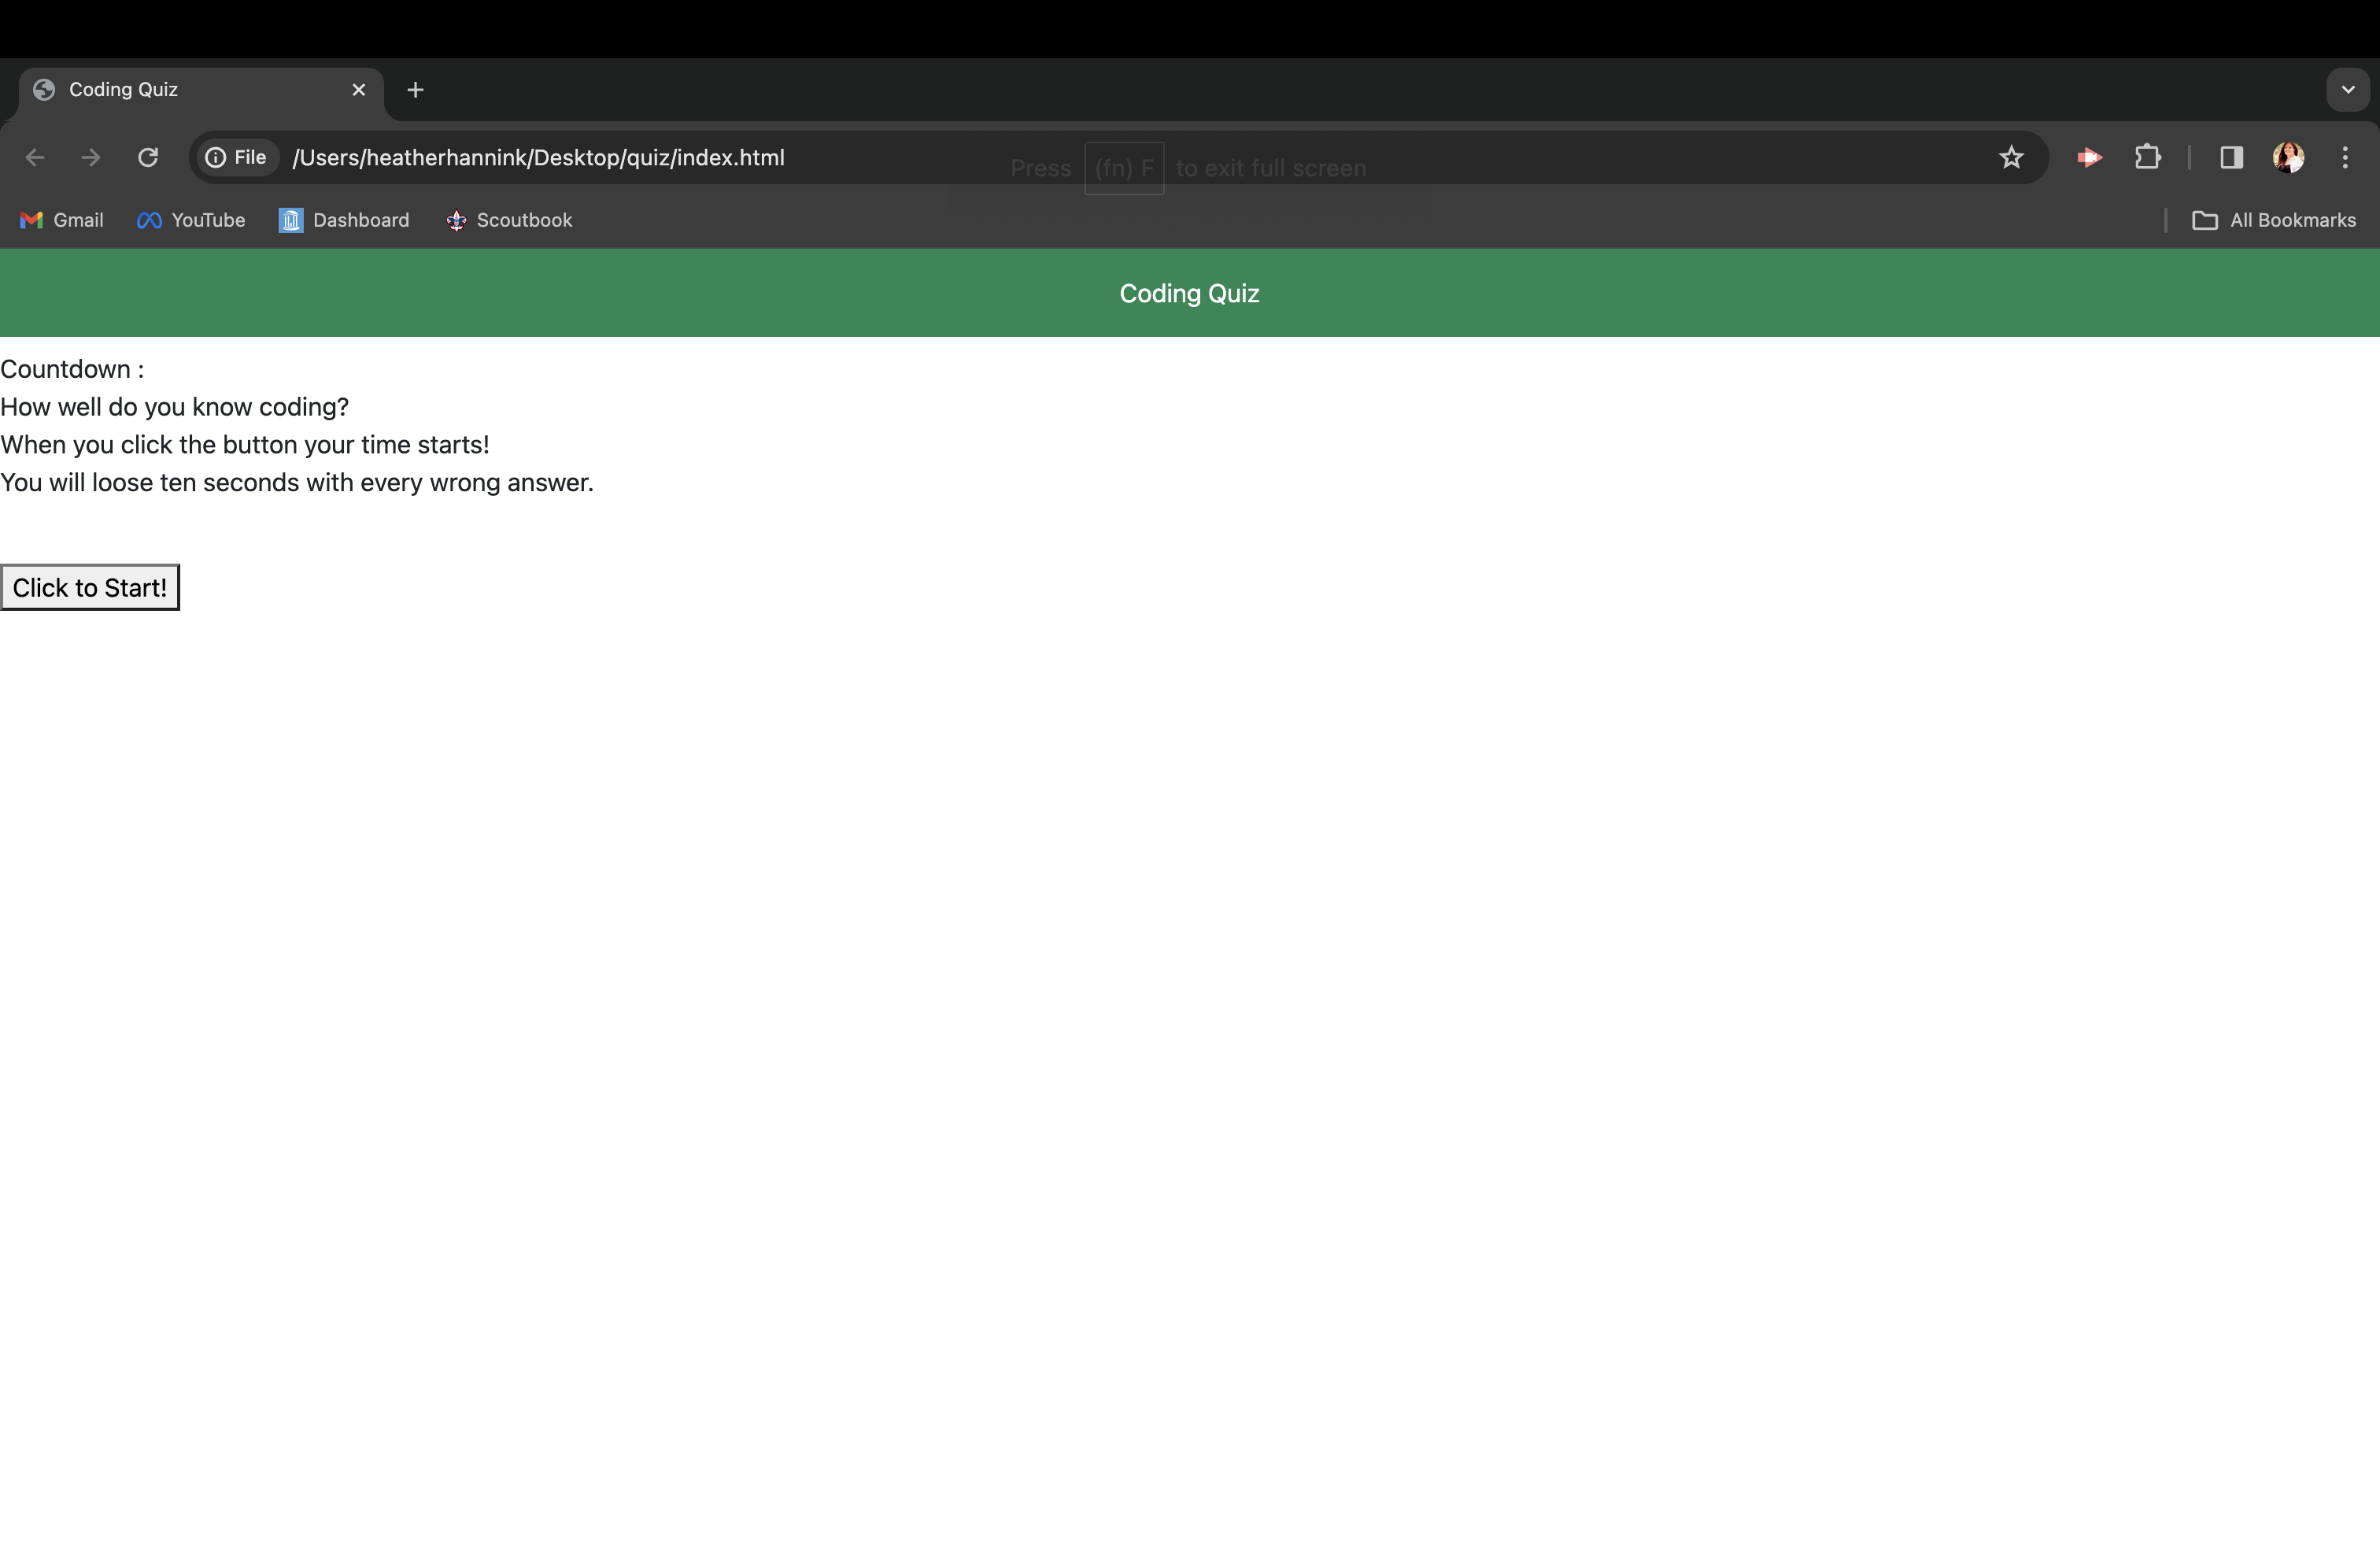 Coding Quiz
File /Users/heatherhannink/Desktop/quiz/index.html
Press (fn) F to exit full screen
Gmail YouTube Dashboard Scoutbook All Bookmarks
Coding Quiz
Countdown :
How well do you know coding?
When you click the button your time starts!
You will loose ten seconds with every wrong answer.
Click to Start!